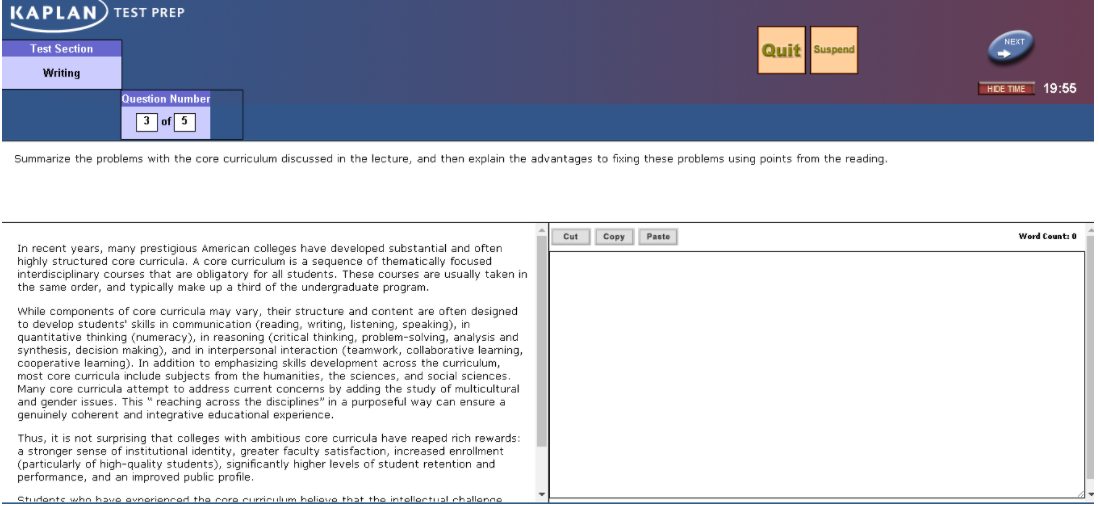 KAPLAN TEST PREP
Test Section
Writing
Quit
Suspend
NEXT
HIDE TIME 19:55
Question Number
3 of 5
Summarize the problems with the core curriculum discussed in the lecture, and then explain the advantages to fixing these problems using points from the reading.
Cut Copy Paste
Word Count: 0
In recent years, many prestigious American colleges have developed substantial and often
highly structured core curricula. A core curriculum is a sequence of thematically focused
interdisciplinary courses that are obligatory for all students. These courses are usually taken in
the same order, and typically make up a third of the undergraduate program.
While components of core curricula may vary, their structure and content are often designed
to develop students' skills in communication (reading, writing, listening, speaking), in
quantitative thinking (numeracy), in reasoning (critical thinking, problem-solving, analysis and
synthesis, decision making), and in interpersonal interaction (teamwork, collaborative learning,
cooperative learning). In addition to emphasizing skills development across the curriculum,
most core curricula include subjects from the humanities, the sciences, and social sciences.
Many core curricula attempt to address current concerns by adding the study of multicultural
and gender issues. This " reaching across the disciplines" in a purposeful way can ensure a
genuinely coherent and integrative educational experience.
Thus, it is not surprising that colleges with ambitious core curricula have reaped rich rewards:
a stronger sense of institutional identity, greater faculty satisfaction, increased enrollment
(particularly of high-quality students), significantly higher levels of student retention and
performance, and an improved public profile.
Students who have experienced the core curriculum believe that the intellectual challenge